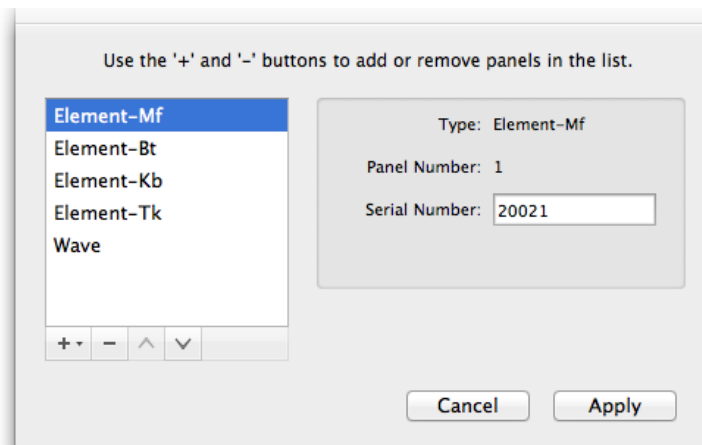 Use the '+' and '-' buttons to add or remove panels in the list.
Element-Mf
Element-Bt
Element-Kb
Element-Tk
Wave
Type: Element-Mf
Panel Number: 1
Serial Number: 20021
Cancel
Apply